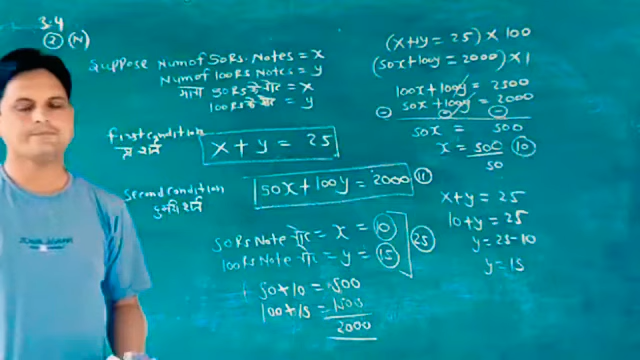 3.4
② (iv)
Suppose Num of 50Rs. Notes = x
Num of 100Rs Notes = y
माना 50Rs के नोट = x
100Rs के नोट = y
first condition
x + y = 25
Second condition
50x + 100y = 2000 ⑪
50Rs Note = x = 10
100Rs Note = y = 15
25
50 * 10 = 500
100 * 15 = 1500
2000
(x+y = 25) × 100
(50x+100y = 2000) × 1
100x + 100y = 2500
50x + 100y = 2000
50x = 500
x = 500 10
50
x + y = 25
10 + y = 25
y = 25 - 10
y = 15